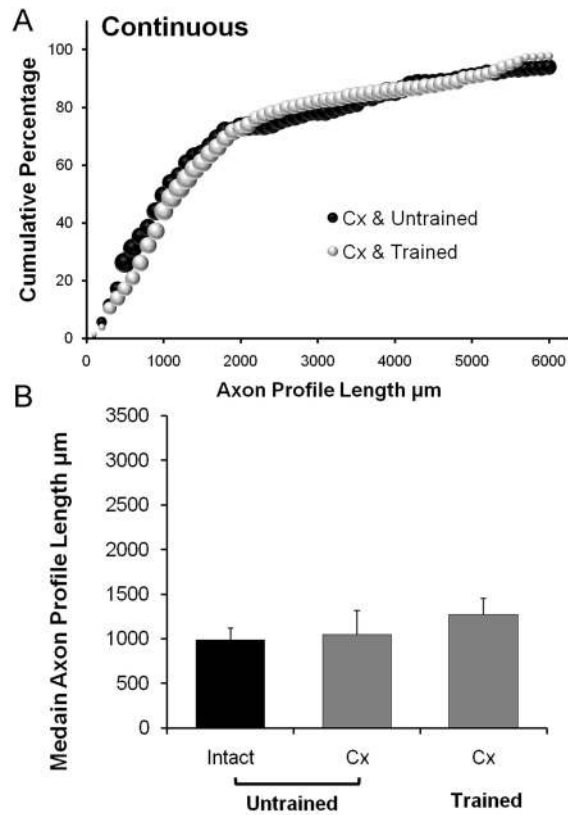 A
Continuous
Cumulative Percentage
100
80
60
40
20
0
Cx & Untrained
Cx & Trained
0 1000 2000 3000 4000 5000 6000
Axon Profile Length µm
B
Medain Axon Profile Length µm
3500
3000
2500
2000
1500
1000
500
0
Intact Cx Cx
Untrained Trained